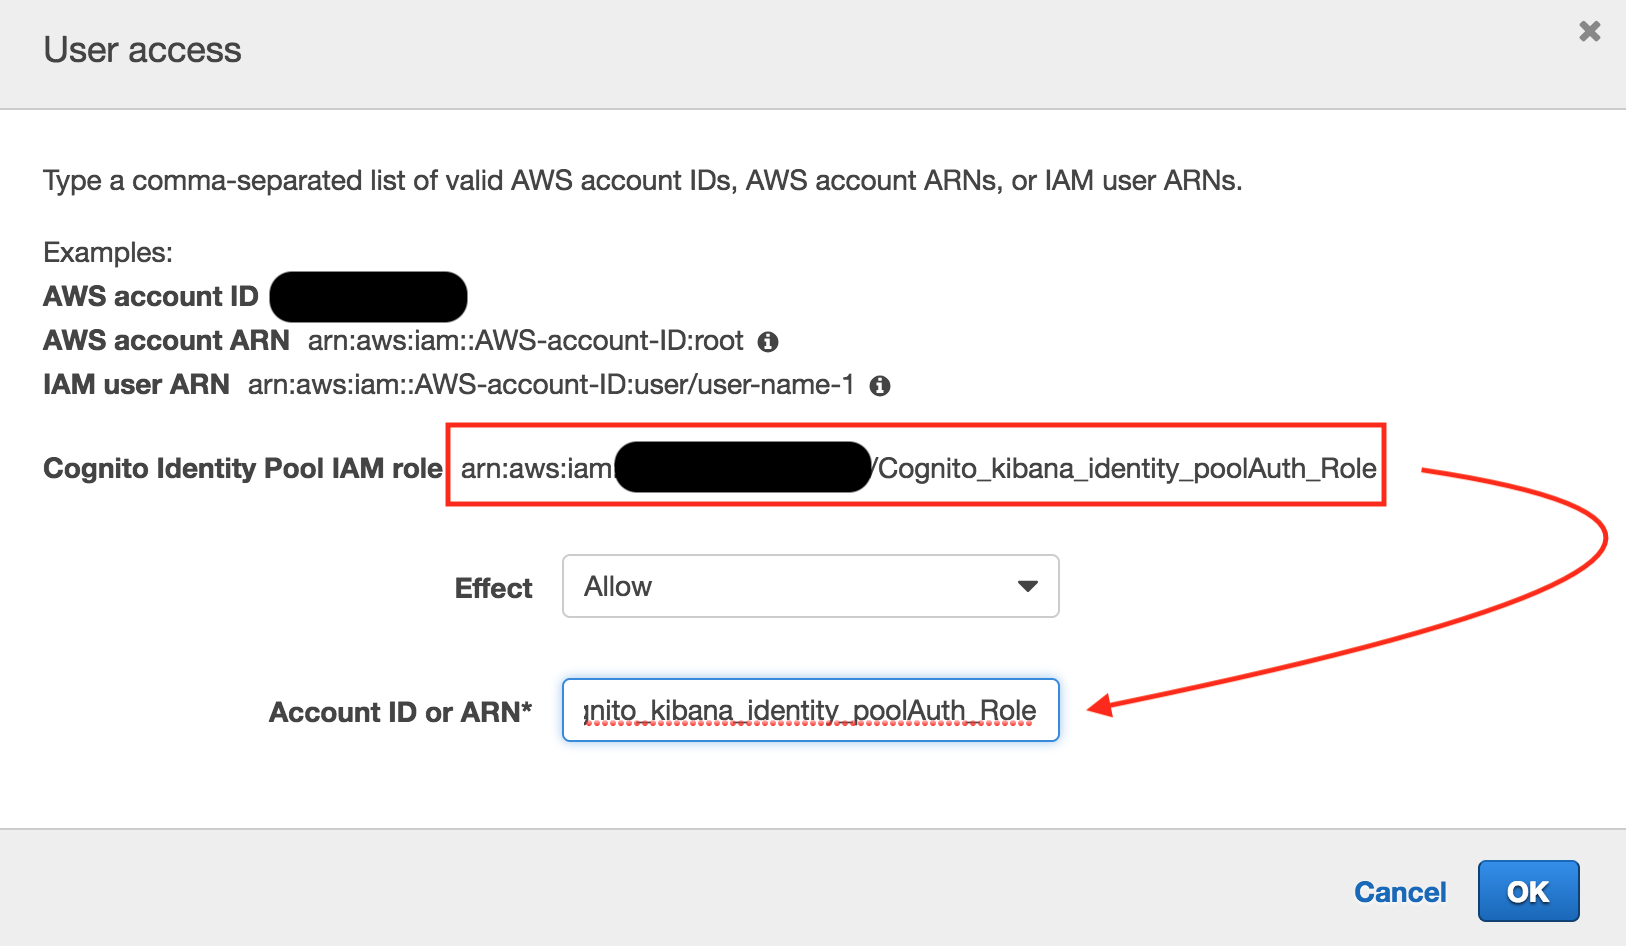 User access
Type a comma-separated list of valid AWS account IDs, AWS account ARNs, or IAM user ARNs.
Examples:
AWS account ID
AWS account ARN arn:aws:iam::AWS-account-ID:root
IAM user ARN arn:aws:iam::AWS-account-ID:user/user-name-1
Cognito Identity Pool IAM role arn:aws:iam: /Cognito_kibana_identity_poolAuth_Role
Effect Allow
Account ID or ARN* gnito_kibana_identity_poolAuth_Role
Cancel OK